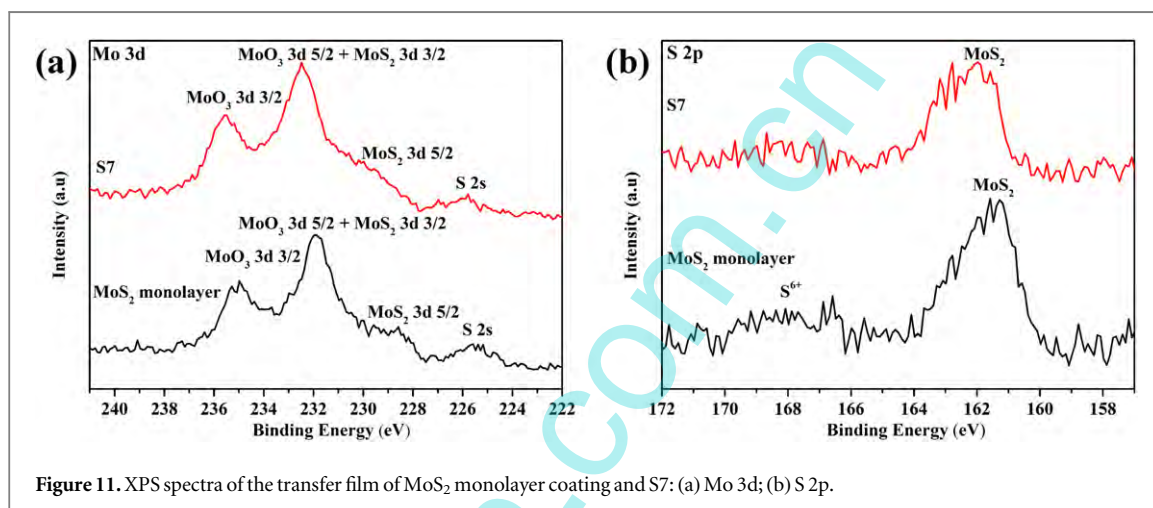 (a) Mo 3d
MoO₃ 3d 5/2 + MoS₂ 3d 3/2
MoO₃ 3d 3/2
MoS₂ 3d 5/2
S7
S 2s
MoO₃ 3d 5/2 + MoS₂ 3d 3/2
MoO₃ 3d 3/2
MoS₂ monolayer
MoS₂ 3d 5/2
S 2s
Intensity (a.u)
240 238 236 234 232 230 228 226 224 222
Binding Energy (eV)
(b) S 2p
MoS₂
S7
MoS₂
MoS₂ monolayer
S⁶⁺
Intensity (a.u)
172 170 168 166 164 162 160 158
Binding Energy (eV)
Figure 11. XPS spectra of the transfer film of MoS₂ monolayer coating and S7: (a) Mo 3d; (b) S 2p.
.com.cn